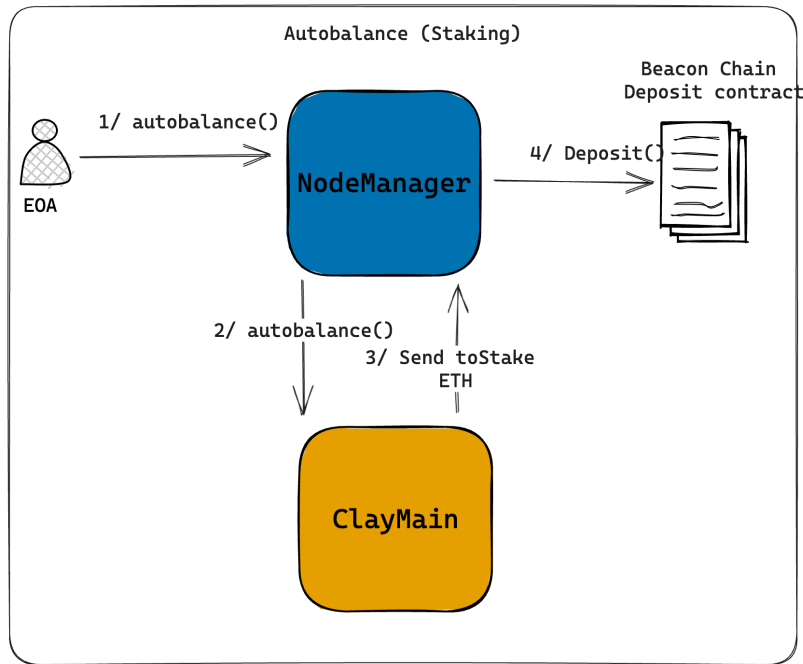 Autobalance (Staking)
Beacon Chain
Deposit contract
1/ autobalance()
4/ Deposit()
NodeManager
EOA
2/ autobalance()
3/ Send toStake
ETH
ClayMain